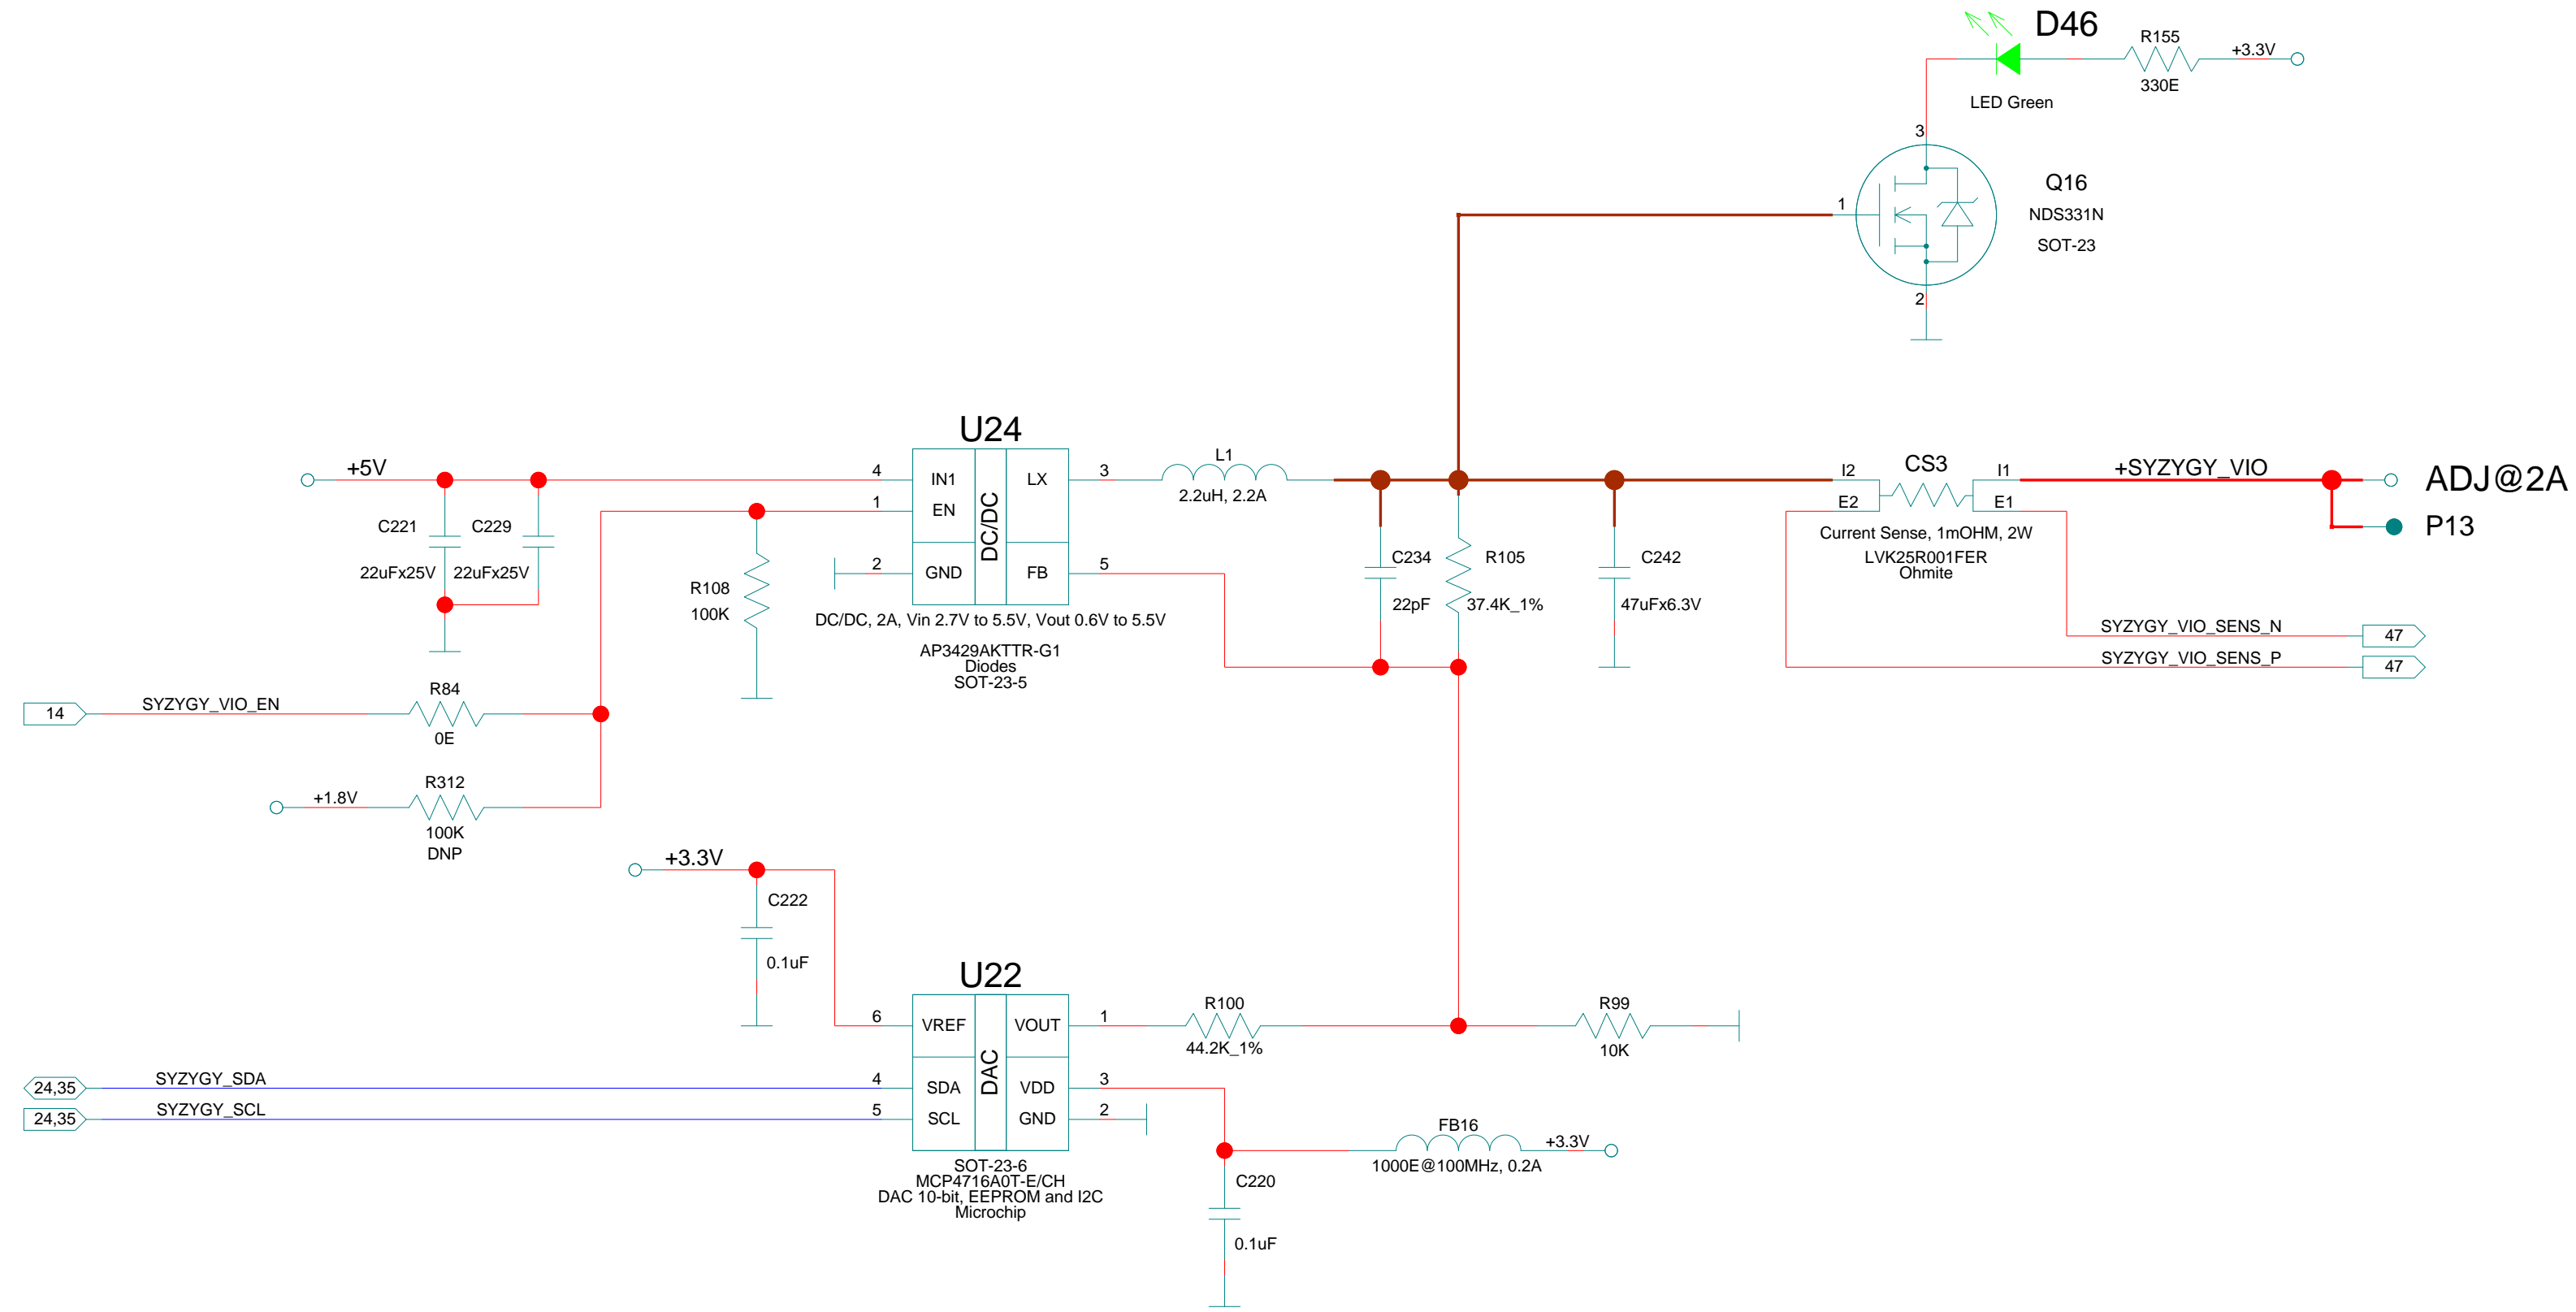 D46
R155
+3.3V
330E
LED Green
3
Q16
1
NDS331N
SOT-23
2
U24
+5V
4
IN1
LX
3
L1
2.2uH, 2.2A
I2
CS3
I1
+SYZYGY_VIO
ADJ@2A
1
EN
E2
E1
P13
DC/DC
C221
C229
22uFx25V
22uFx25V
Current Sense, 1mOHM, 2W
LVK25R001FER
Ohmite
2
GND
FB
5
C234
R105
C242
22pF
37.4K_1%
47uFx6.3V
R108
100K
DC/DC, 2A, Vin 2.7V to 5.5V, Vout 0.6V to 5.5V
AP3429AKTTR-G1
Diodes
SOT-23-5
SYZYGY_VIO_SENS_N
47
SYZYGY_VIO_SENS_P
47
14
SYZYGY_VIO_EN
R84
0E
+1.8V
R312
100K
DNP
+3.3V
C222
0.1uF
U22
6
VREF
VOUT
1
R100
44.2K_1%
R99
10K
DAC
24,35
SYZYGY_SDA
4
SDA
VDD
3
24,35
SYZYGY_SCL
5
SCL
GND
2
FB16
+3.3V
1000E@100MHz, 0.2A
SOT-23-6
MCP4716A0T-E/CH
DAC 10-bit, EEPROM and I2C
Microchip
C220
0.1uF